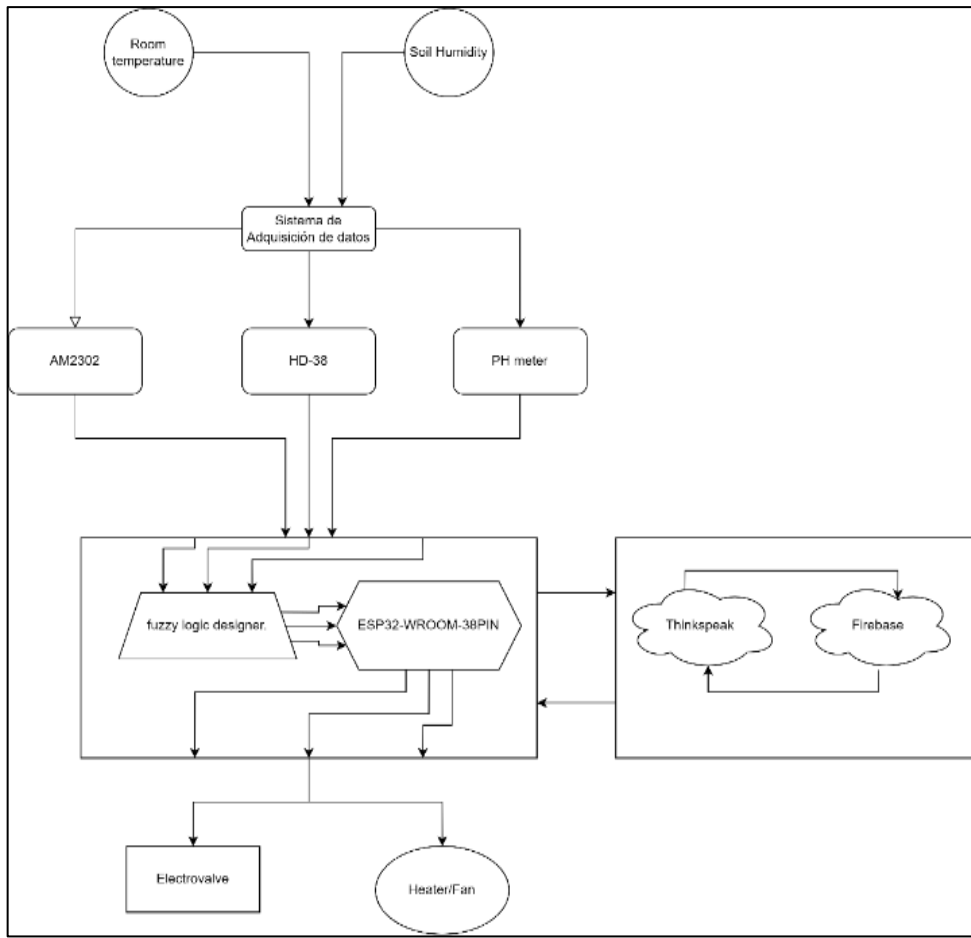 Room
temperature
Soil Humidity
Sistema de
Adquisición de datos
AM2302
HD-38
PH meter
fuzzy logic designer.
ESP32-WROOM-38PIN
Thinkspeak
Firebase
Electrovalve
Heater/Fan